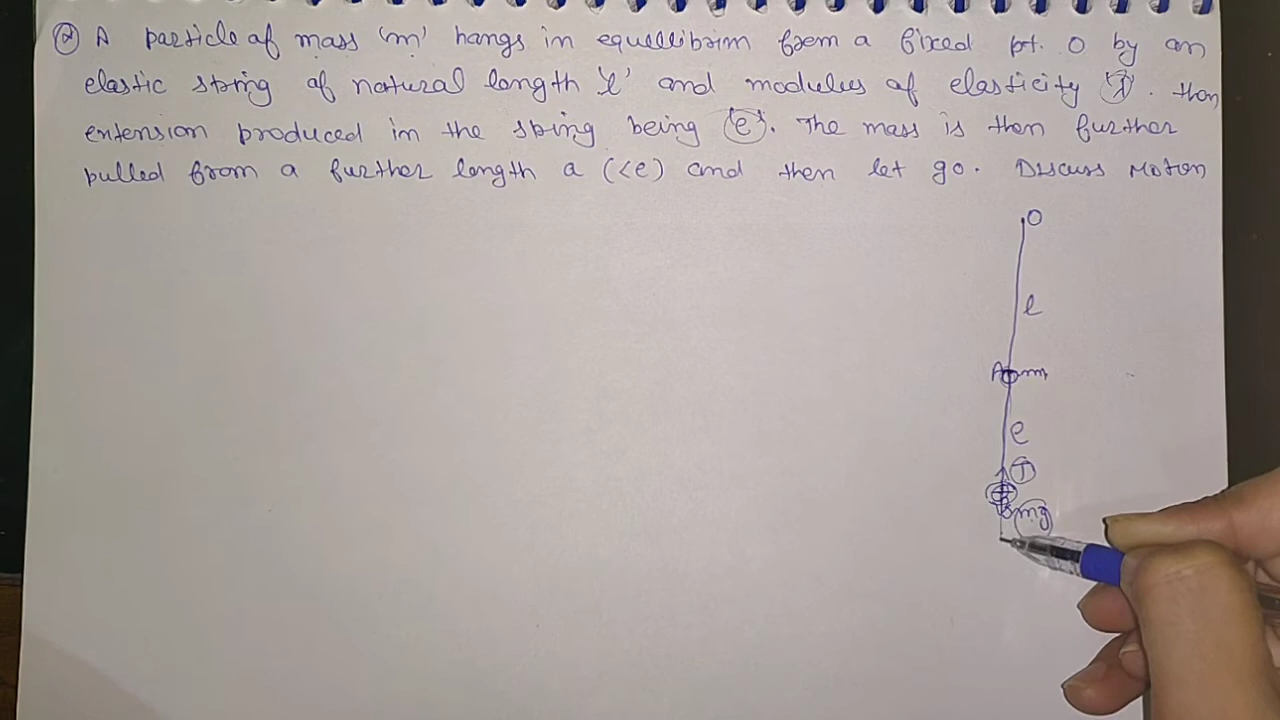 ② A particle of mass 'm' hangs in equellibrim from a fixed pt. O by an
elastic string of natural length 'l' and modulus of elasticity 'λ'. then
extension produced in the string being 'e'. The mass is then further
pulled from a further length a (<e) and then let go. Discuss Motion
O
l
A m
e
T
B mg